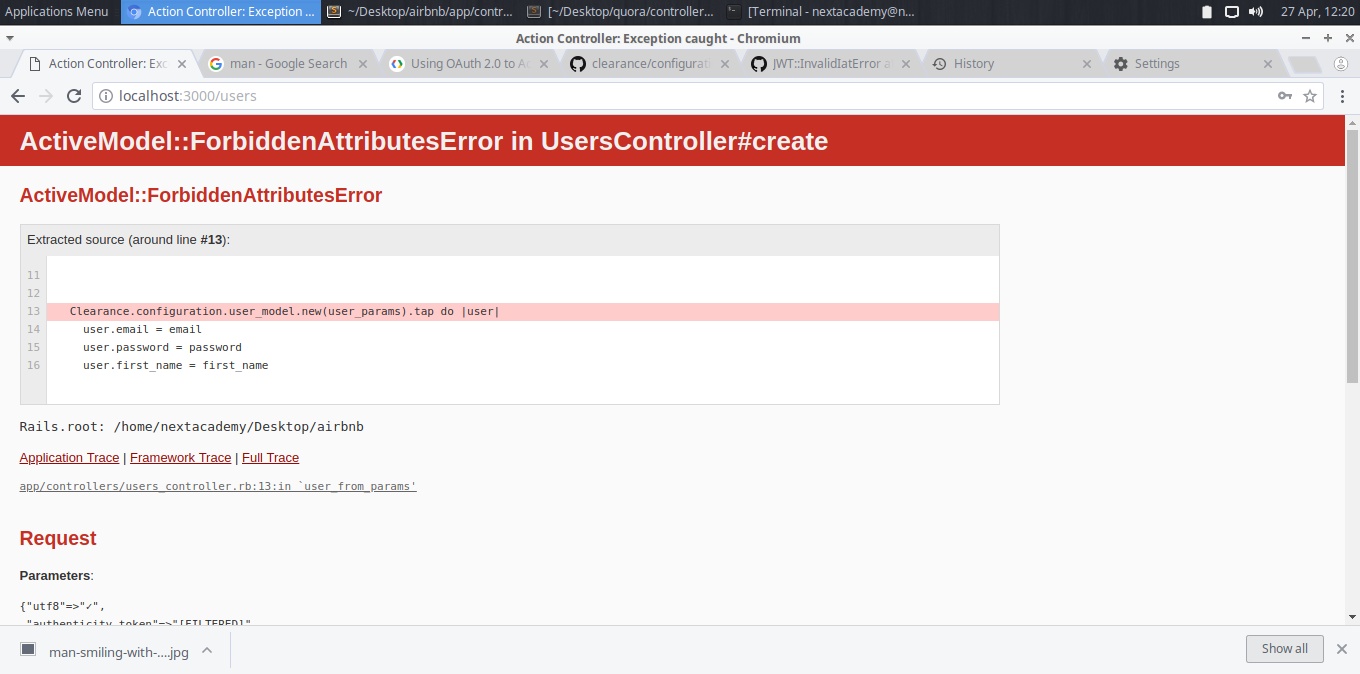 Applications Menu Action Controller: Exception ... ~/Desktop/airbnb/app/contr... [~/Desktop/quora/controller... [Terminal - nextacademy@n... 27 Apr, 12:20
Action Controller: Exception caught - Chromium
Action Controller: Exc man - Google Search Using OAuth 2.0 to Ac clearance/configurati JWT::InvalidIatError a History Settings
localhost:3000/users
ActiveModel::ForbiddenAttributesError in UsersController#create
ActiveModel::ForbiddenAttributesError
Extracted source (around line #13):
11
12
13 Clearance.configuration.user_model.new(user_params).tap do |user|
14 user.email = email
15 user.password = password
16 user.first_name = first_name
Rails.root: /home/nextacademy/Desktop/airbnb
Application Trace | Framework Trace | Full Trace
app/controllers/users_controller.rb:13:in `user_from_params'
Request
Parameters:
{"utf8"=>"✓",
"authenticity_token"=>"[FILTERED]"
man-smiling-with-....jpg Show all